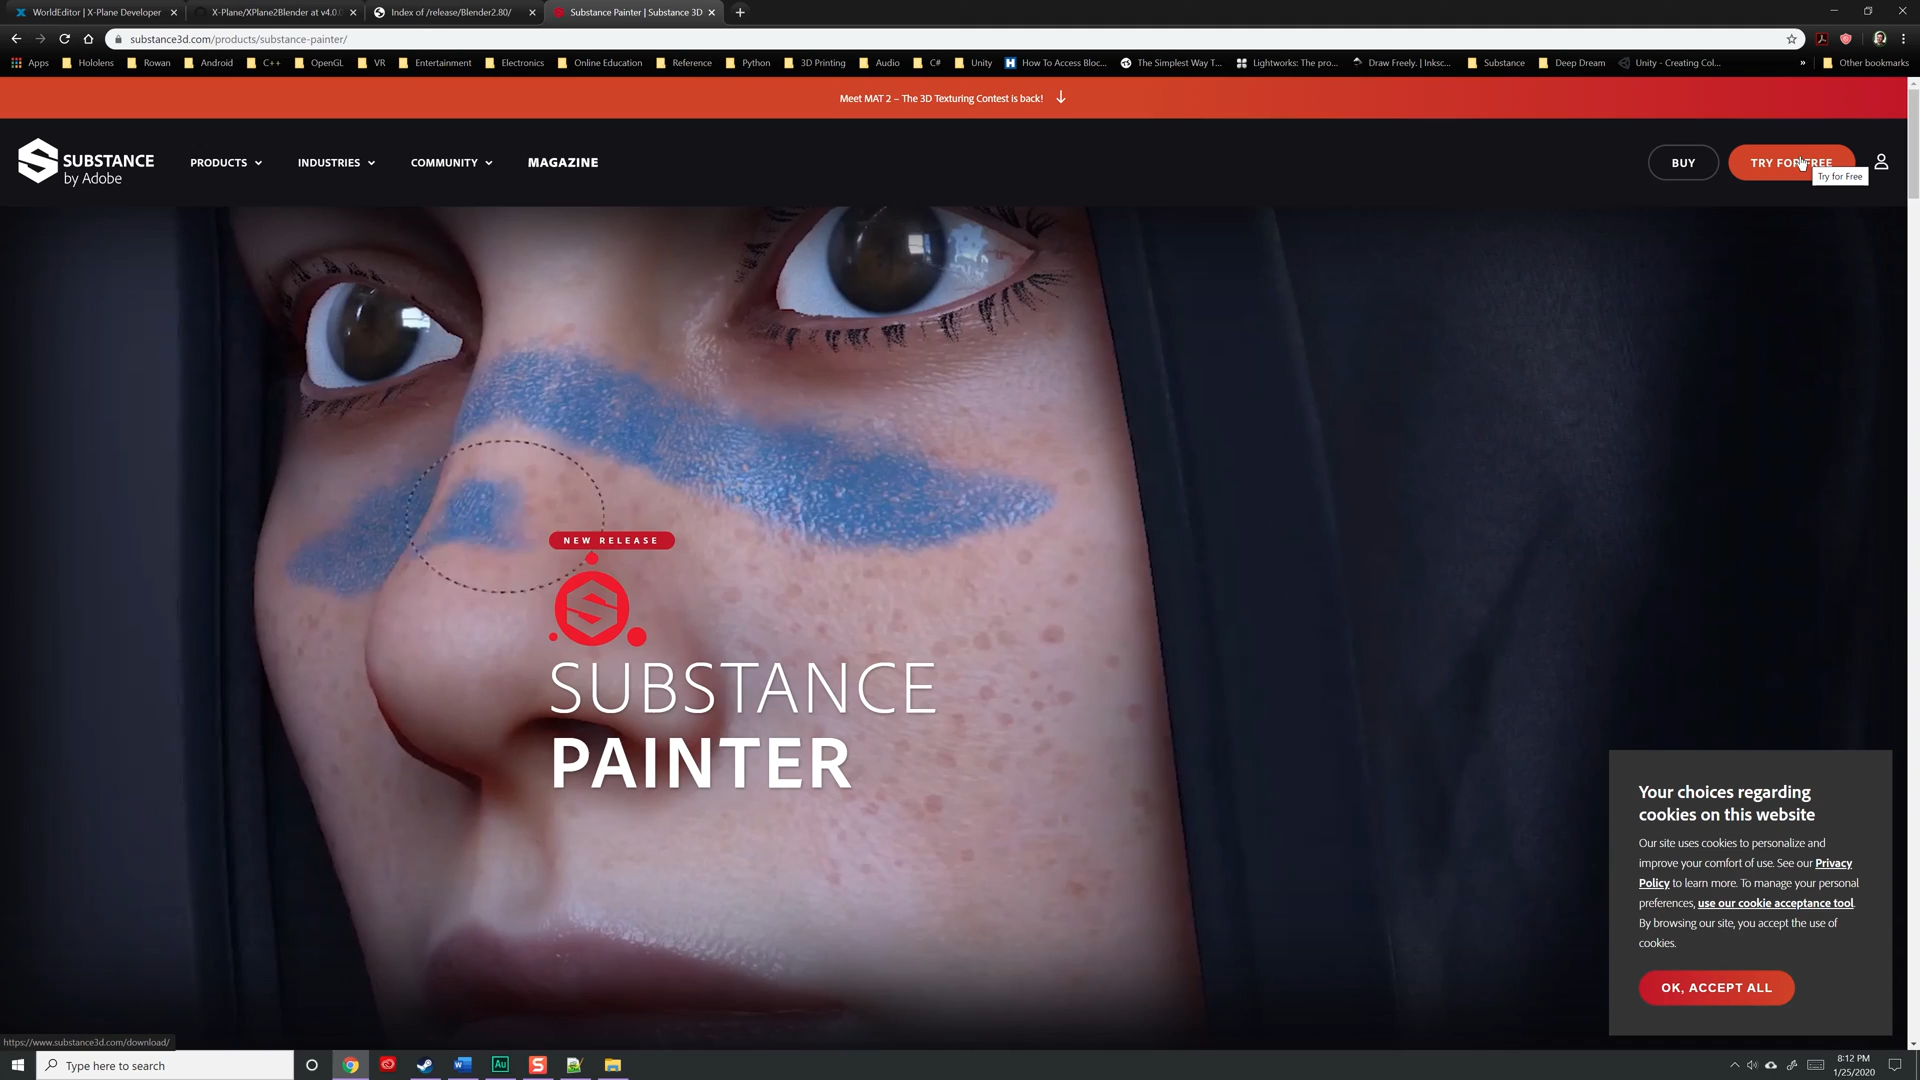 WorldEditor | X-Plane Developer
X-Plane/XPlane2Blender at v4.0.
Index of /release/Blender2.80/
Substance Painter | Substance 3D
substance3d.com/products/substance-painter/
Apps
Hololens
Rowan
Android
C++
OpenGL
VR
Entertainment
Electronics
Online Education
Reference
Python
3D Printing
Audio
C#
Unity
How To Access Bloc...
The Simplest Way T...
Lightworks: The pro...
Draw Freely. | Inksc...
Substance
Deep Dream
Unity - Creating Col...
»
Other bookmarks
Meet MAT 2 – The 3D Texturing Contest is back!
SUBSTANCE
by Adobe
PRODUCTS
INDUSTRIES
COMMUNITY
MAGAZINE
BUY
TRY FOR FREE
Try for Free
NEW RELEASE
SUBSTANCE
PAINTER
Your choices regarding
cookies on this website
Our site uses cookies to personalize and
improve your comfort of use. See our Privacy
Policy to learn more. To manage your personal
preferences, use our cookie acceptance tool.
By browsing our site, you accept the use of
cookies.
OK, ACCEPT ALL
https://www.substance3d.com/download/
Type here to search
W
Au
S
8:12 PM
1/25/2020